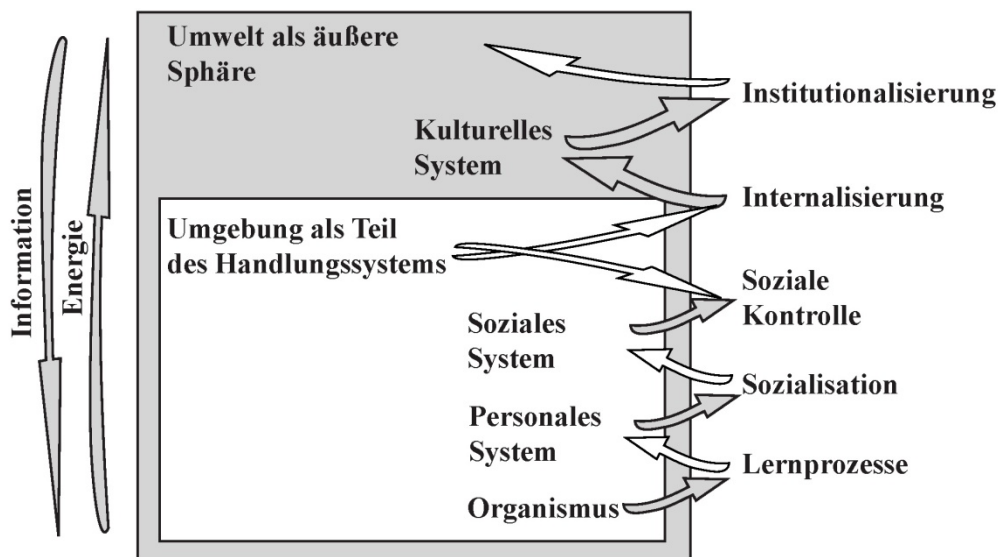 Umwelt als äußere
Sphäre
Institutionalisierung
Kulturelles
System
Internalisierung
Umgebung als Teil
des Handlungssystems
Information
Energie
Soziale
Kontrolle
Soziales
System
Sozialisation
Personales
System
Lernprozesse
Organismus